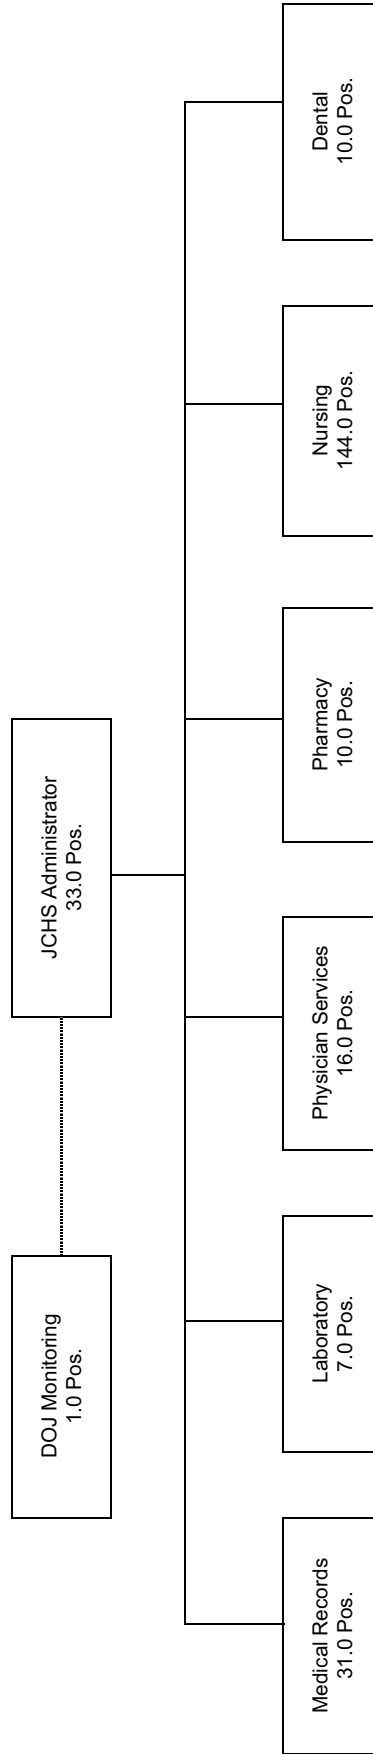 DOJ Monitoring
1.0 Pos.
JCHS Administrator
33.0 Pos.
Medical Records
31.0 Pos.
Laboratory
7.0 Pos.
Physician Services
16.0 Pos.
Pharmacy
10.0 Pos.
Nursing
144.0 Pos.
Dental
10.0 Pos.